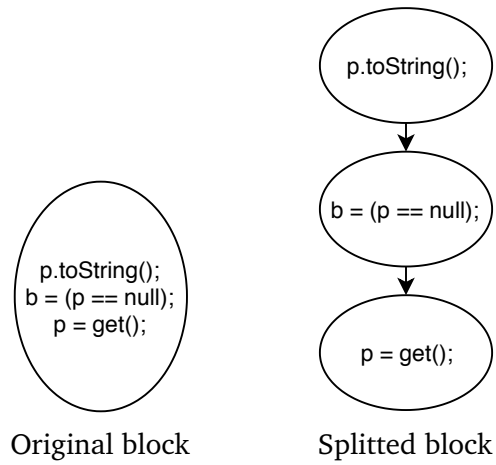 p.toString();
b = (p == null);
p = get();
Original block
p.toString();
b = (p == null);
p = get();
Splitted block